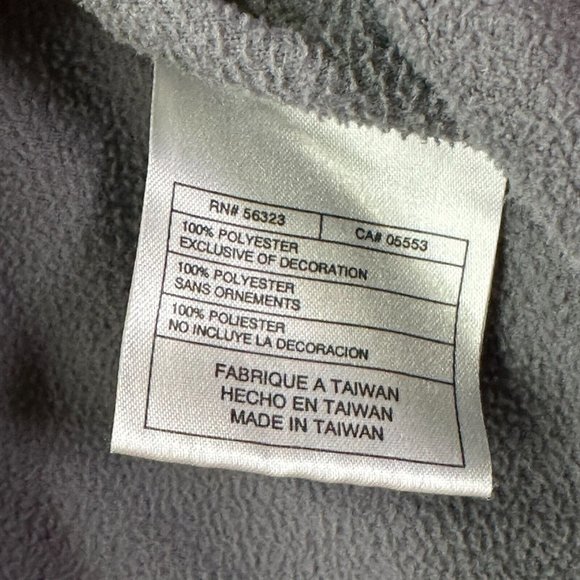 RN# 56323 CA# 05553
100% POLYESTER
EXCLUSIVE OF DECORATION
100% POLYESTER
SANS ORNEMENTS
100% POLIESTER
NO INCLUYE LA DECORACION
FABRIQUE A TAIWAN
HECHO EN TAIWAN
MADE IN TAIWAN